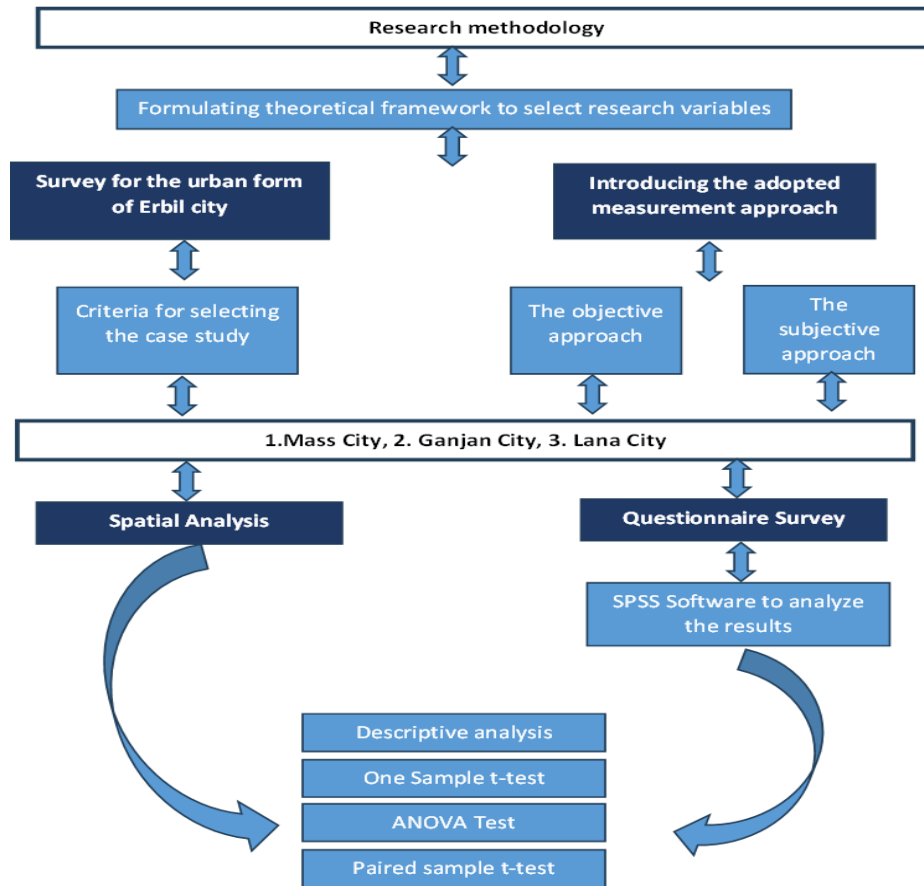 Research methodology
Formulating theoretical framework to select research variables
Survey for the urban form
of Erbil city
Introducing the adopted
measurement approach
Criteria for selecting
the case study
The objective
approach
The
subjective
approach
1.Mass City, 2. Ganjan City, 3. Lana City
Spatial Analysis
Questionnaire Survey
SPSS Software to analyze
the results
Descriptive analysis
One Sample t-test
ANOVA Test
Paired sample t-test